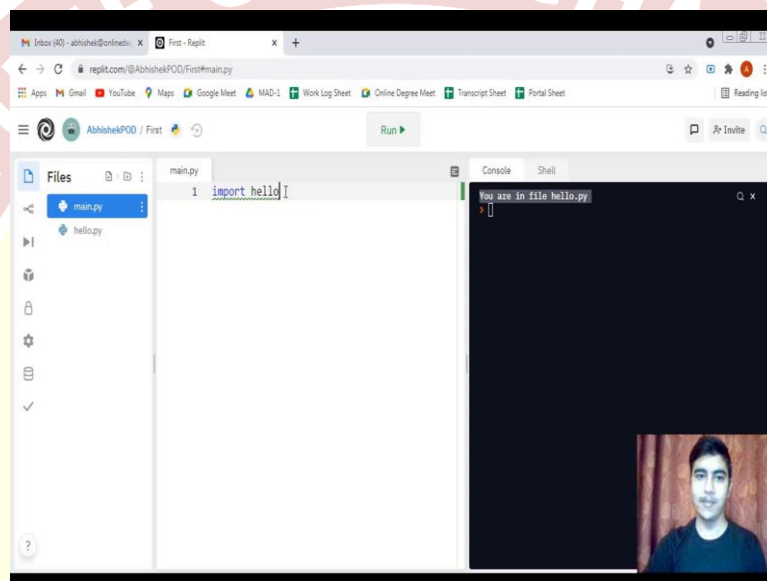 Inbox (40) - abhishek@onlinede X First - Replit X +
replit.com/@AbhishekPOD/First#main.py
Apps Gmail YouTube Maps Google Meet MAD-1 Work Log Sheet Online Degree Meet Transcript Sheet Portal Sheet Reading lis
AbhishekPOD / First Run Invite
Files main.py Console Shell
main.py 1 import hello You are in file hello.py
hello.py
?